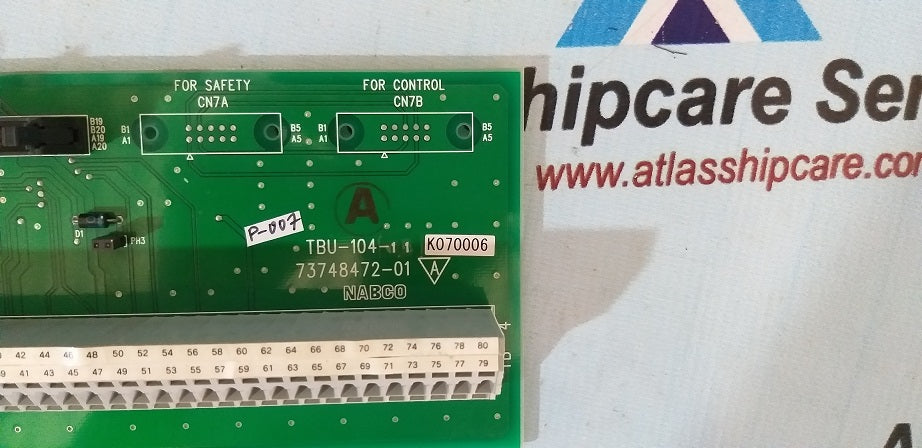 FOR SAFETY
CN7A
FOR CONTROL
CN7B
B19
B20
A19
A20
B1
A1
B5
A5
B1
A1
B5
A5
hipcare Ser
www.atlasshipcare.co
A
D1
PH3
P-007
TBU-104-11
K070006
73748472-01
A
NABCO
42 44 46 48 50 52 54 56 58 60 62 64 66 68 70 72 74 76 78 80
41 43 45 47 49 51 53 55 57 59 61 63 65 67 69 71 73 75 77 79